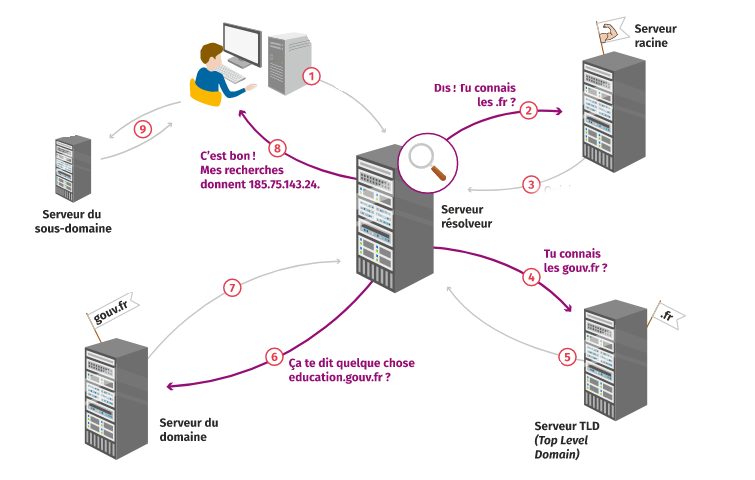 Serveur
racine
1
Dis ! Tu connais
les .fr ?
2
9
8
C'est bon !
Mes recherches
donnent 185.75.143.24.
3
Serveur du
sous-domaine
Serveur
résolveur
Tu connais
les gouv.fr ?
4
7
gouv.fr
.fr
6
Ça te dit quelque chose
education.gouv.fr ?
5
Serveur du
domaine
Serveur TLD
(Top Level
Domain)